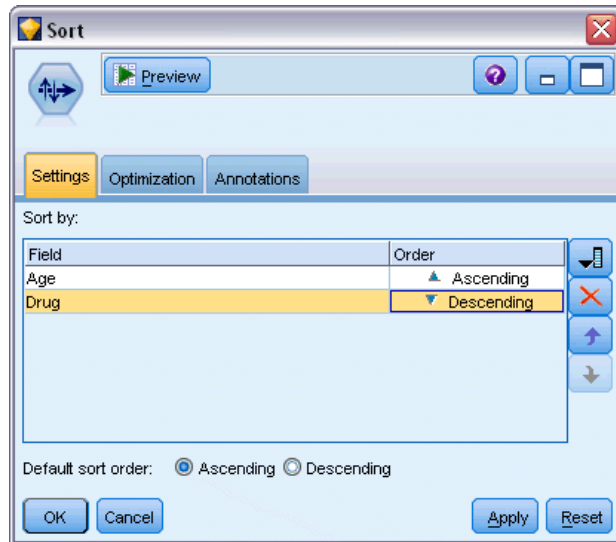 Sort
Preview
Settings Optimization Annotations
Sort by:
Field Order
Age Ascending
Drug Descending
Default sort order: Ascending Descending
OK Cancel Apply Reset